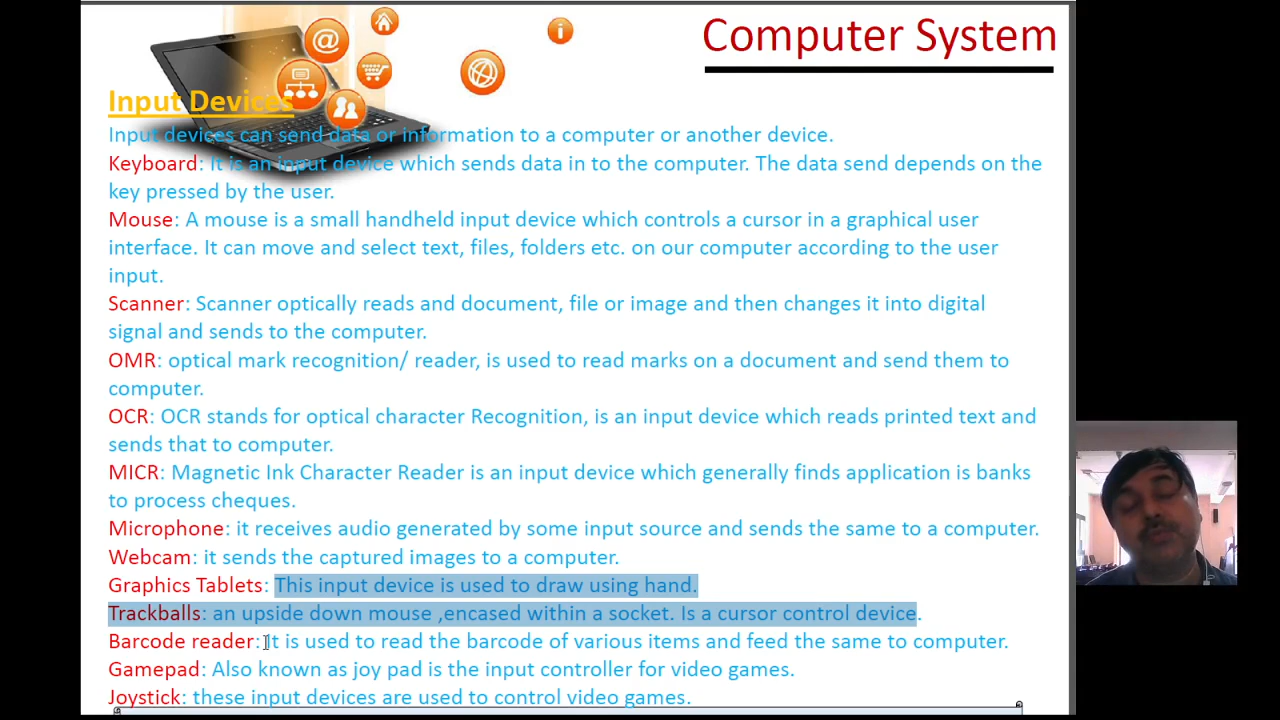 Computer System
Input Devices
Input devices can send data or information to a computer or another device.
Keyboard: It is an input device which sends data in to the computer. The data send depends on the
key pressed by the user.
Mouse: A mouse is a small handheld input device which controls a cursor in a graphical user
interface. It can move and select text, files, folders etc. on our computer according to the user
input.
Scanner: Scanner optically reads and document, file or image and then changes it into digital
signal and sends to the computer.
OMR: optical mark recognition/ reader, is used to read marks on a document and send them to
computer.
OCR: OCR stands for optical character Recognition, is an input device which reads printed text and
sends that to computer.
MICR: Magnetic Ink Character Reader is an input device which generally finds application is banks
to process cheques.
Microphone: it receives audio generated by some input source and sends the same to a computer.
Webcam: it sends the captured images to a computer.
Graphics Tablets: This input device is used to draw using hand.
Trackballs: an upside down mouse ,encased within a socket. Is a cursor control device.
Barcode reader: It is used to read the barcode of various items and feed the same to computer.
Gamepad: Also known as joy pad is the input controller for video games.
Joystick: these input devices are used to control video games.